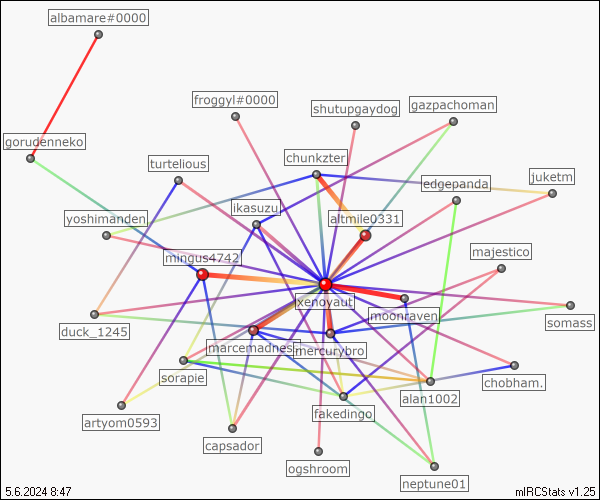 albamare#0000
froggyl#0000
shutupgaydog
gazpachoman
gorudenneko
turtelious
chunkzter
juketm
edgepanda
ikasuzu
yoshimanden
altmile0331
mingus4742
majestico
xenoyaut
moonraven
somass
duck_1245
marcemadness
mercurybro
sorapie
chobham.
alan1002
artyom0593
fakedingo
capsador
ogshroom
neptune01
5.6.2024 8:47
mIRCStats v1.25